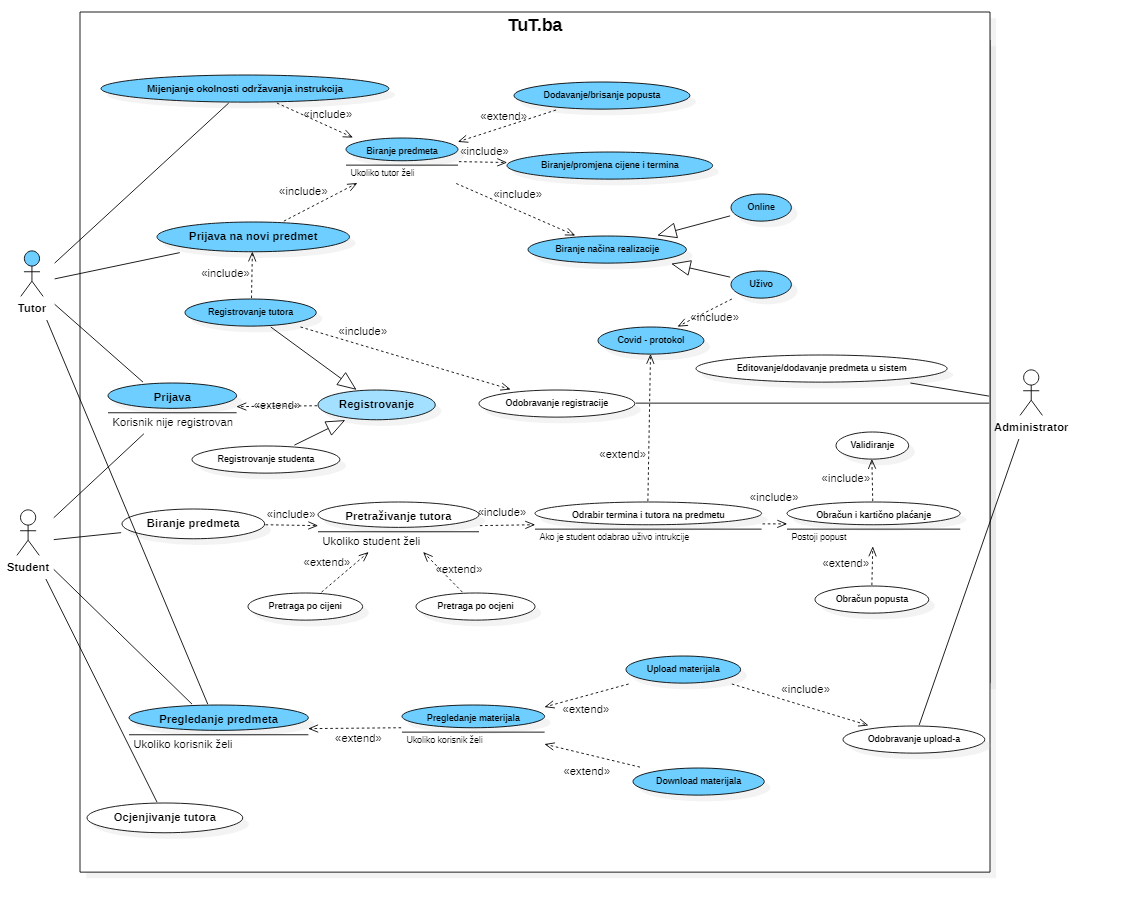 TuT.ba
Mijenjanje okolnosti održavanja instrukcija
Dodavanje/brisanje popusta
«include»
«extend»
Biranje predmeta
Ukoliko tutor želi
«include»
Biranje/promjena cijene i termina
«include»
«include»
Online
Prijava na novi predmet
Biranje načina realizacije
«include»
Uživo
Tutor
Registrovanje tutora
«include»
«include»
Covid - protokol
Editovanje/dodavanje predmeta u sistem
Prijava
Korisnik nije registrovan
«extend»
Registrovanje
Odobravanje registracije
Administrator
Registrovanje studenta
«extend»
Validiranje
«include»
Student
Biranje predmeta
«include»
Pretraživanje tutora
Ukoliko student želi
«include»
Odrabir termina i tutora na predmetu
Ako je student odabrao uživo intrukcije
«include»
Obračun i kartično plaćanje
Postoji popust
«extend»
«extend»
«extend»
Pretraga po cijeni
Pretraga po ocjeni
Obračun popusta
Upload materijala
«include»
«extend»
Pregledanje predmeta
Ukoliko korisnik želi
«extend»
Pregledanje materijala
Ukoliko korisnik želi
Odobravanje upload-a
«extend»
Download materijala
Ocjenjivanje tutora